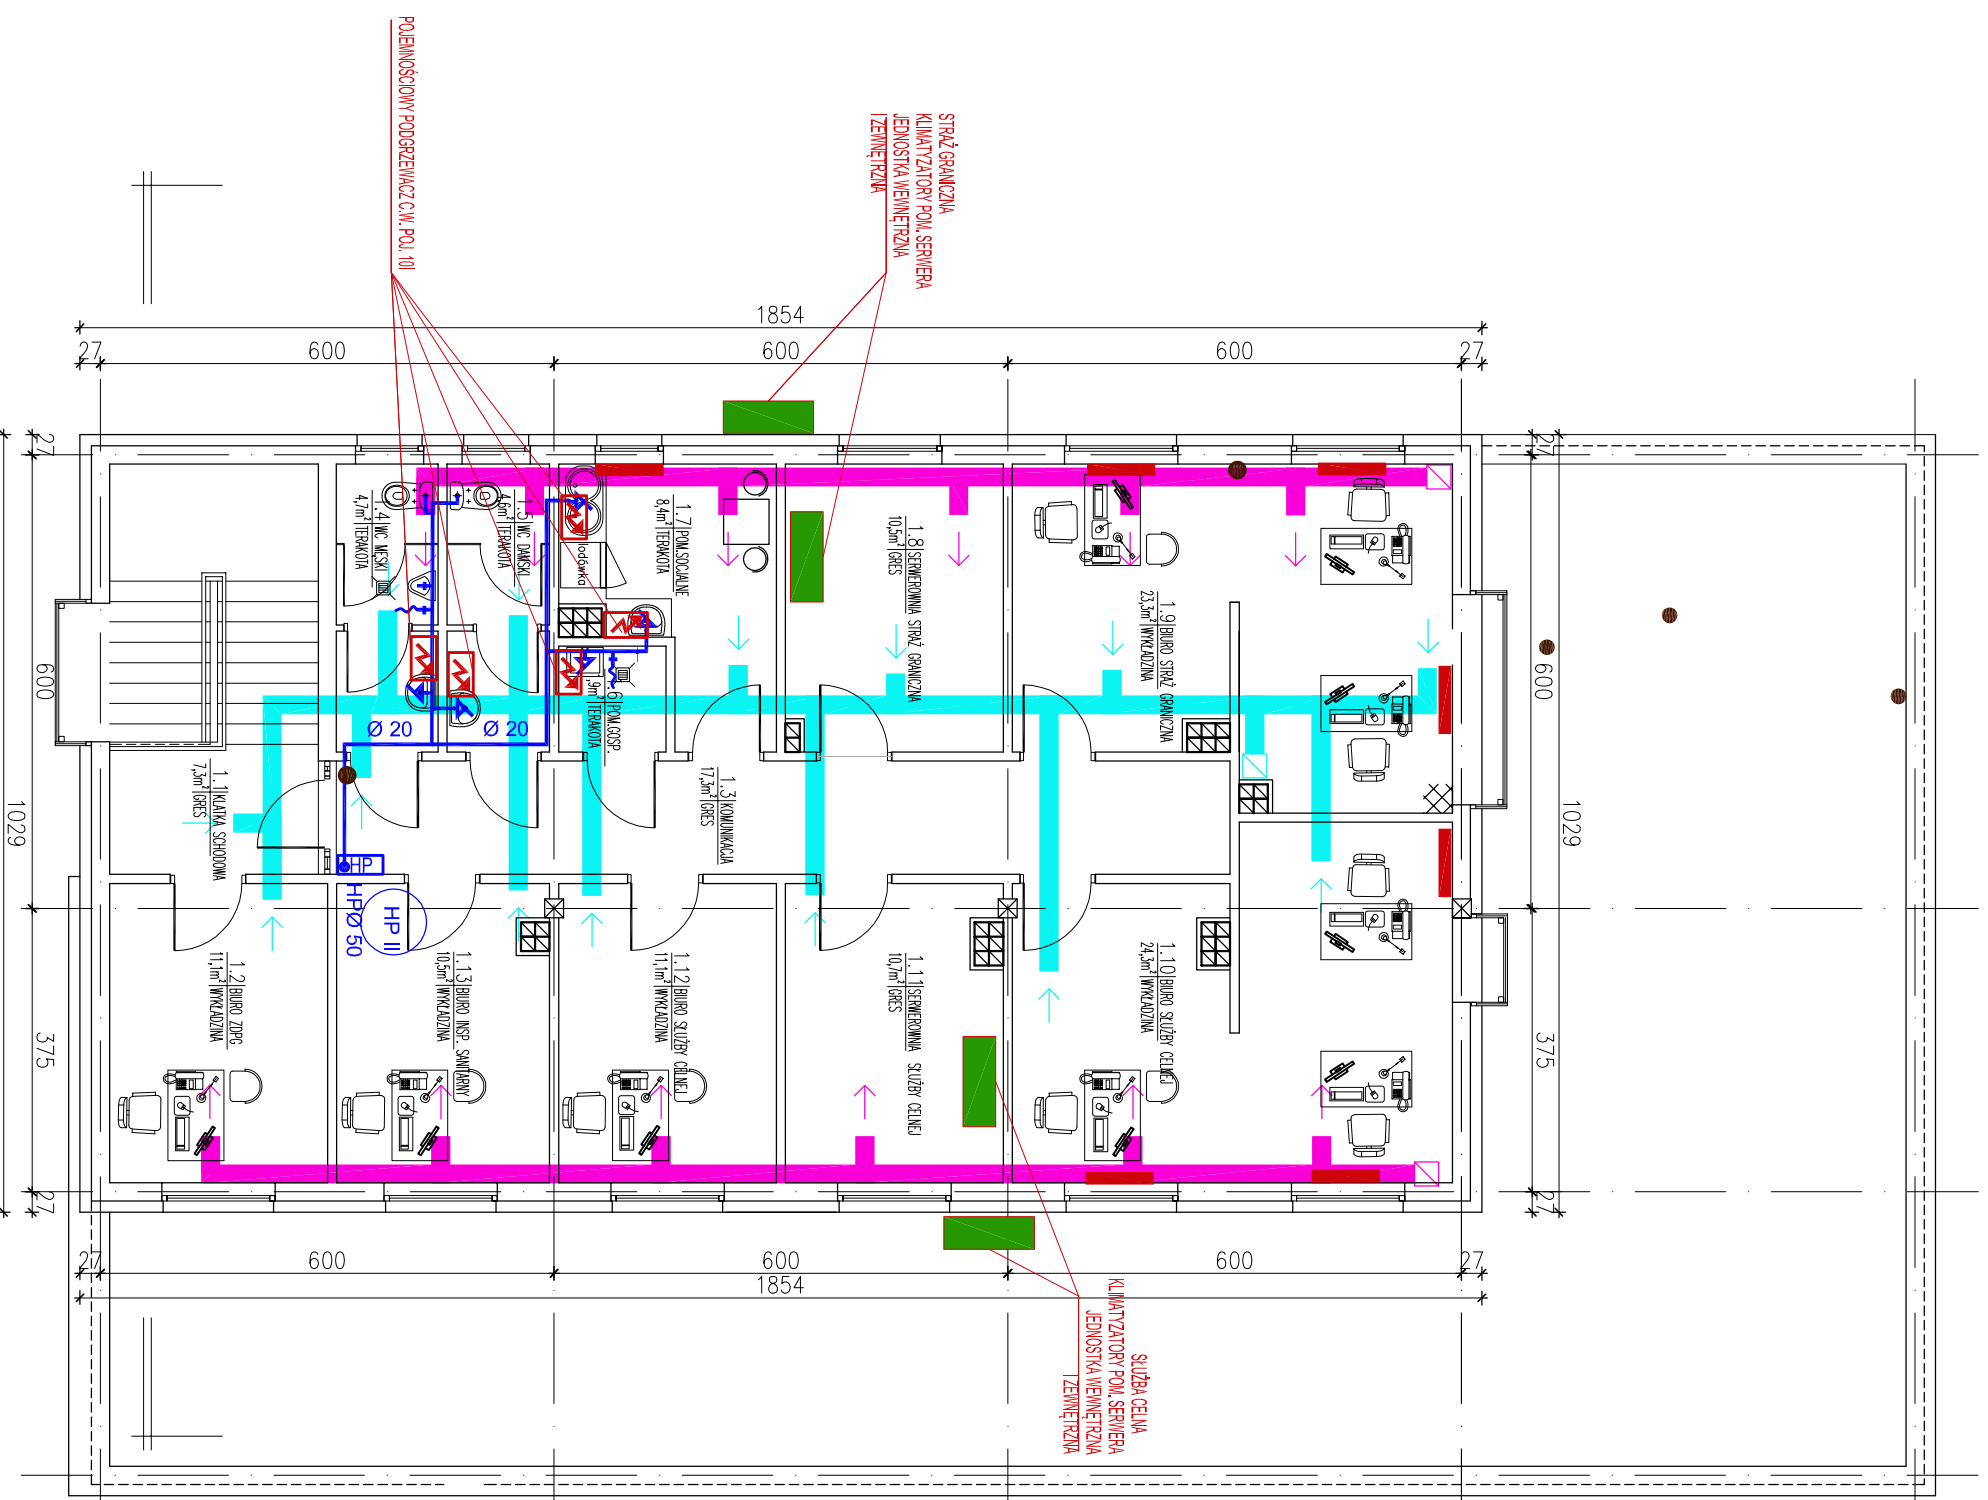 POJEMNOŚCIOWY PODGRZEWACZ C.W. POJ. 10l
STRAŻ GRANICZNA
KLIMATYZATORY POM. SERWERA
JEDNOSTKA WEWNĘTRZNA
I ZEWNĘTRZNA
1854
27
600
600
600
27
27
600
1029
375
27
27
600
1029
375
27
1.4 WC MĘSKI
4,7m² TERAKOTA
1.5 WC DAMSKI
4,6m² TERAKOTA
lodówka
1.7 POM.SOCJALNE
8,4m² TERAKOTA
1.8 SERWEROWNIA STRAŻ GRANICZNA
10,5m² GRES
1.9 BIURO STRAŻ GRANICZNA
23,3m² WYKŁADZINA
.6 POM.GOSP.
,9m² TERAKOTA
Ø 20
Ø 20
1.1 KLATKA SCHODOWA
7,3m² GRES
1.3 KOMUNIKACJA
17,3m² GRES
HP
HPØ 50
HP II
1.2 BIURO ZDPG
11,1m² WYKŁADZINA
1.13 BIURO INSP. SANITARNY
10,5m² WYKŁADZINA
1.12 BIURO SŁUŻBY CELNEJ
11,1m² WYKŁADZINA
1.11 SERWEROWNIA SŁUŻBY CELNEJ
10,7m² GRES
1.10 BIURO SŁUŻBY CELNEJ
24,3m² WYKŁADZINA
27
600
600
600
27
1854
SŁUŻBA CELNA
KLIMATYZATORY POM. SERWERA
JEDNOSTKA WEWNĘTRZNA
I ZEWNĘTRZNA